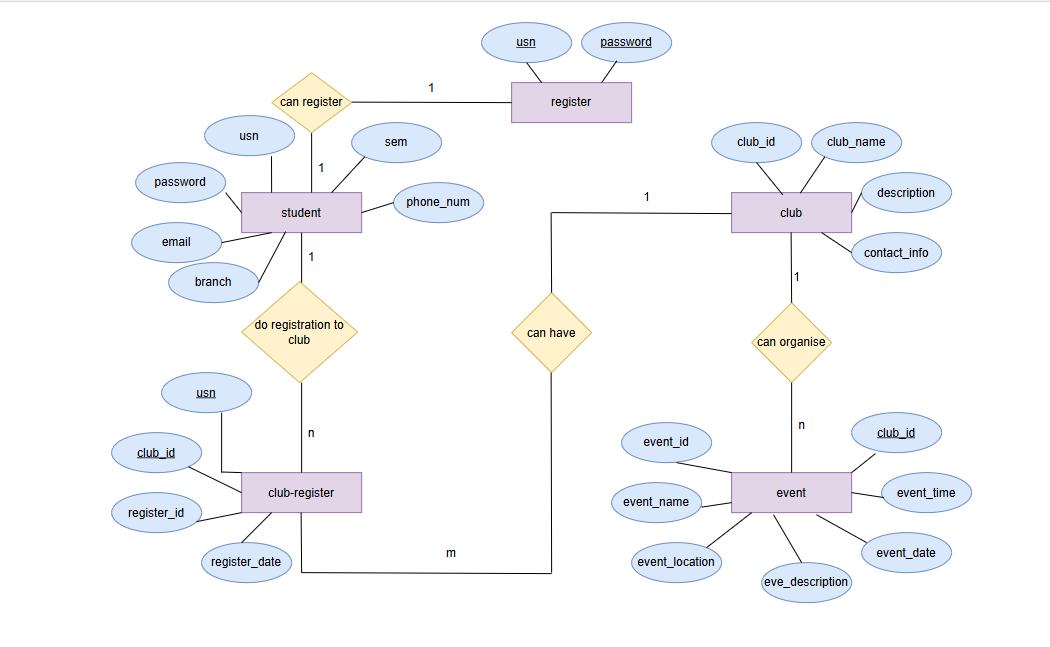 usn
password
can register
1
register
usn
sem
club_id
club_name
1
password
phone_num
description
student
1
club
email
contact_info
1
branch
1
do registration to
club
can have
can organise
usn
n
n
club_id
event_id
club_id
club-register
event
event_time
register_id
event_name
register_date
m
event_location
event_date
eve_description